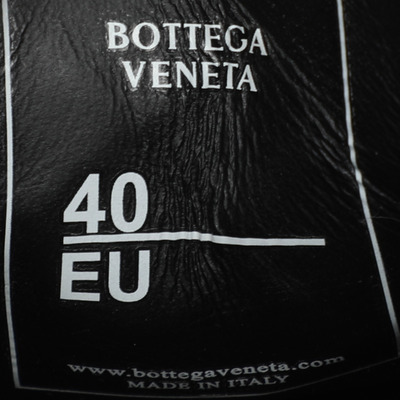 BOTTEGA
VENETA
40
EU
www.bottegaveneta.com
MADE IN ITALY